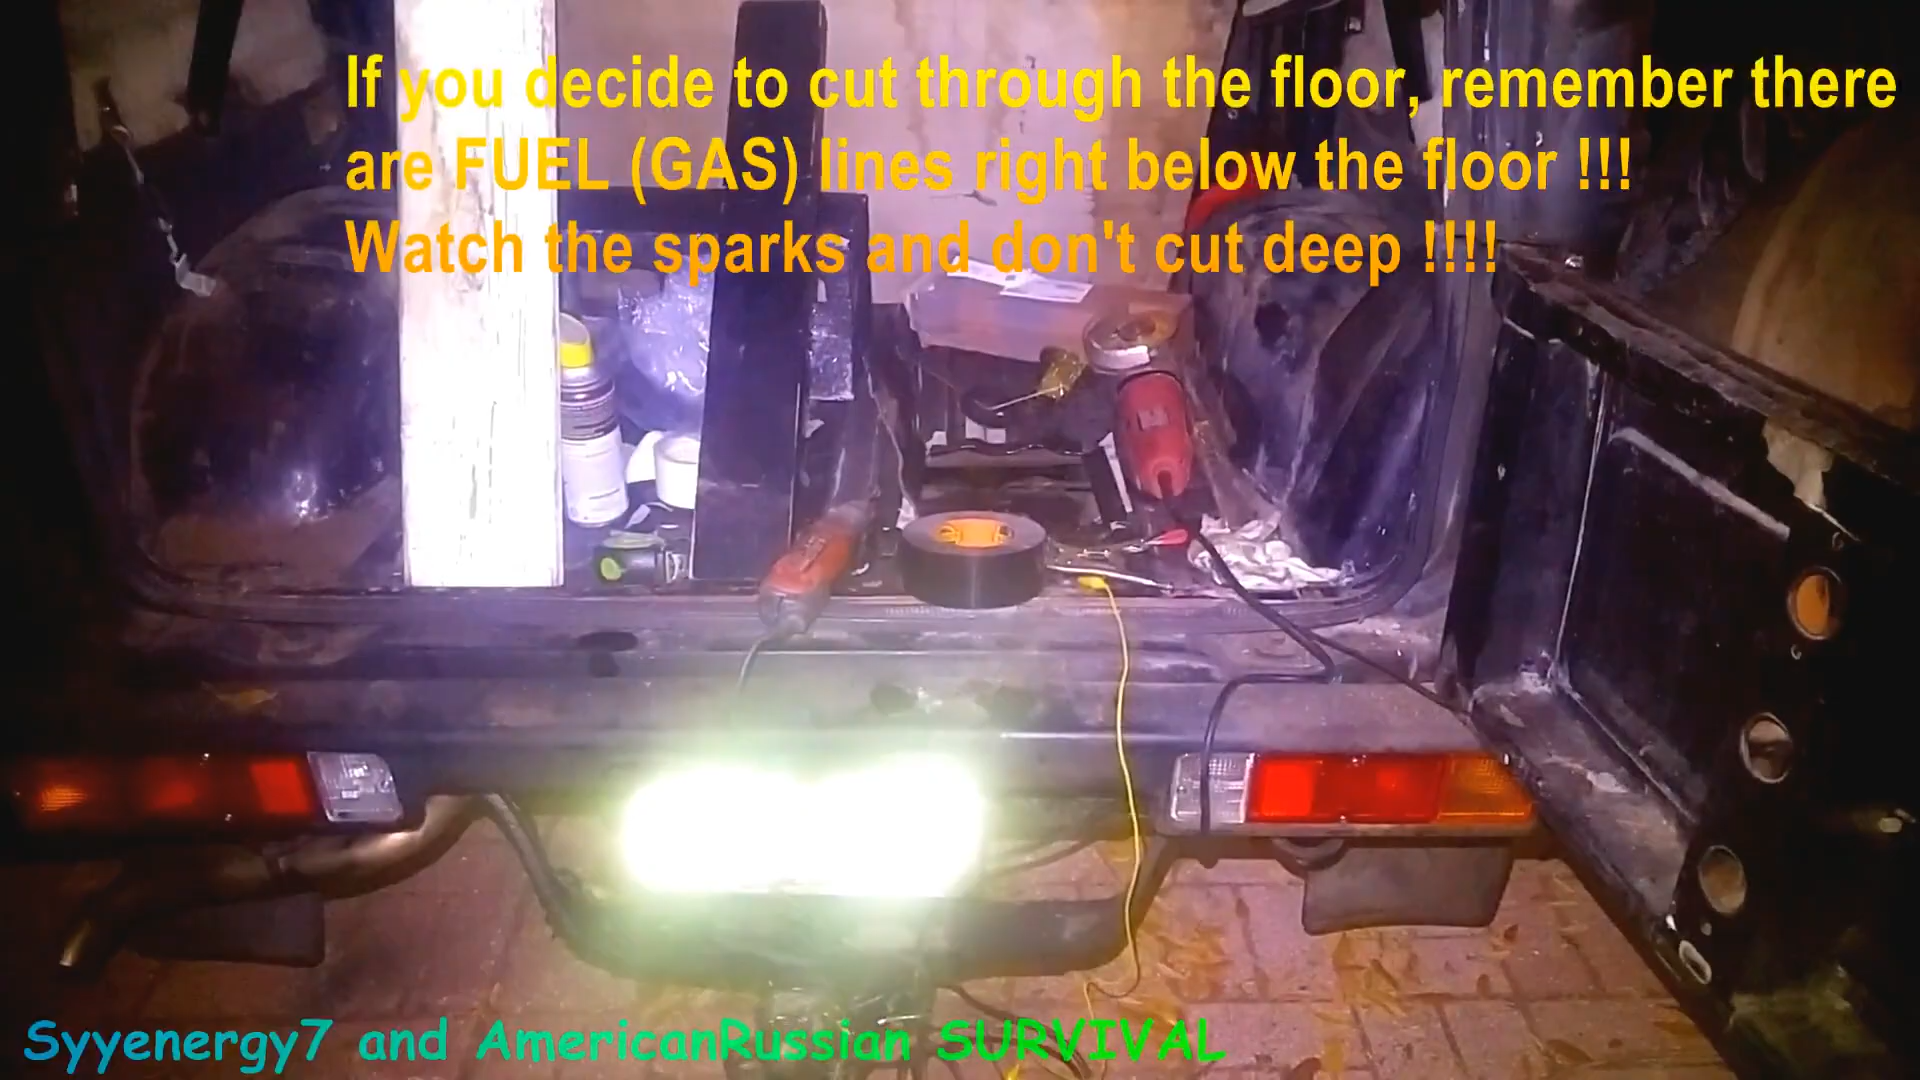 If you decide to cut through the floor, remember there
are FUEL (GAS) lines right below the floor !!!
Watch the sparks and don't cut deep !!!!
Syyenergy7 and AmericanRussian SURVIVAL